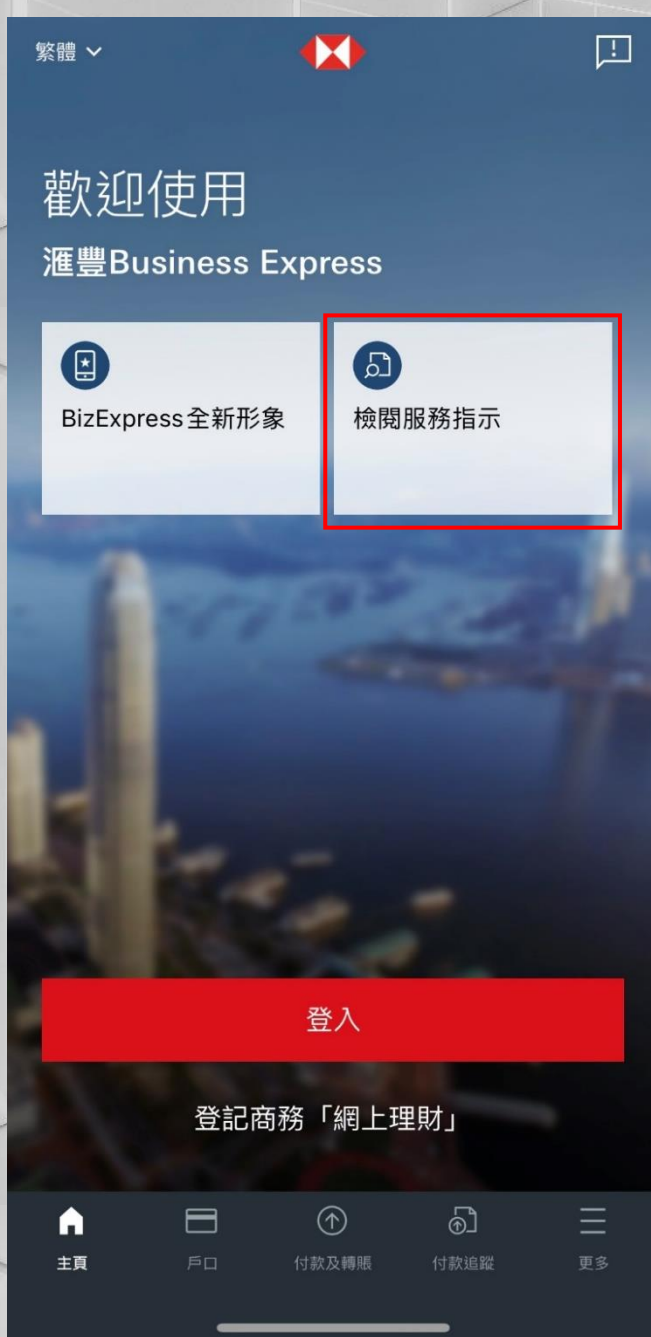 繁體
歡迎使用
滙豐Business Express
BizExpress全新形象
檢閱服務指示
登入
登記商務「網上理財」
主頁
戶口
付款及轉賬
付款追蹤
更多